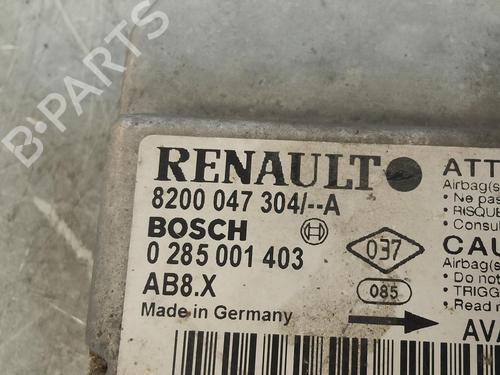 B-PARTS
RENAULT
8200 047 304/--A
BOSCH
0 285 001 403
AB8.X
Made in Germany
037
085
Airbag(s
• Ne pas
• RISQUE
Consul
CAU
Airbag(s
• Do not
• TRIGG
• Read n
AVA
B-PARTS